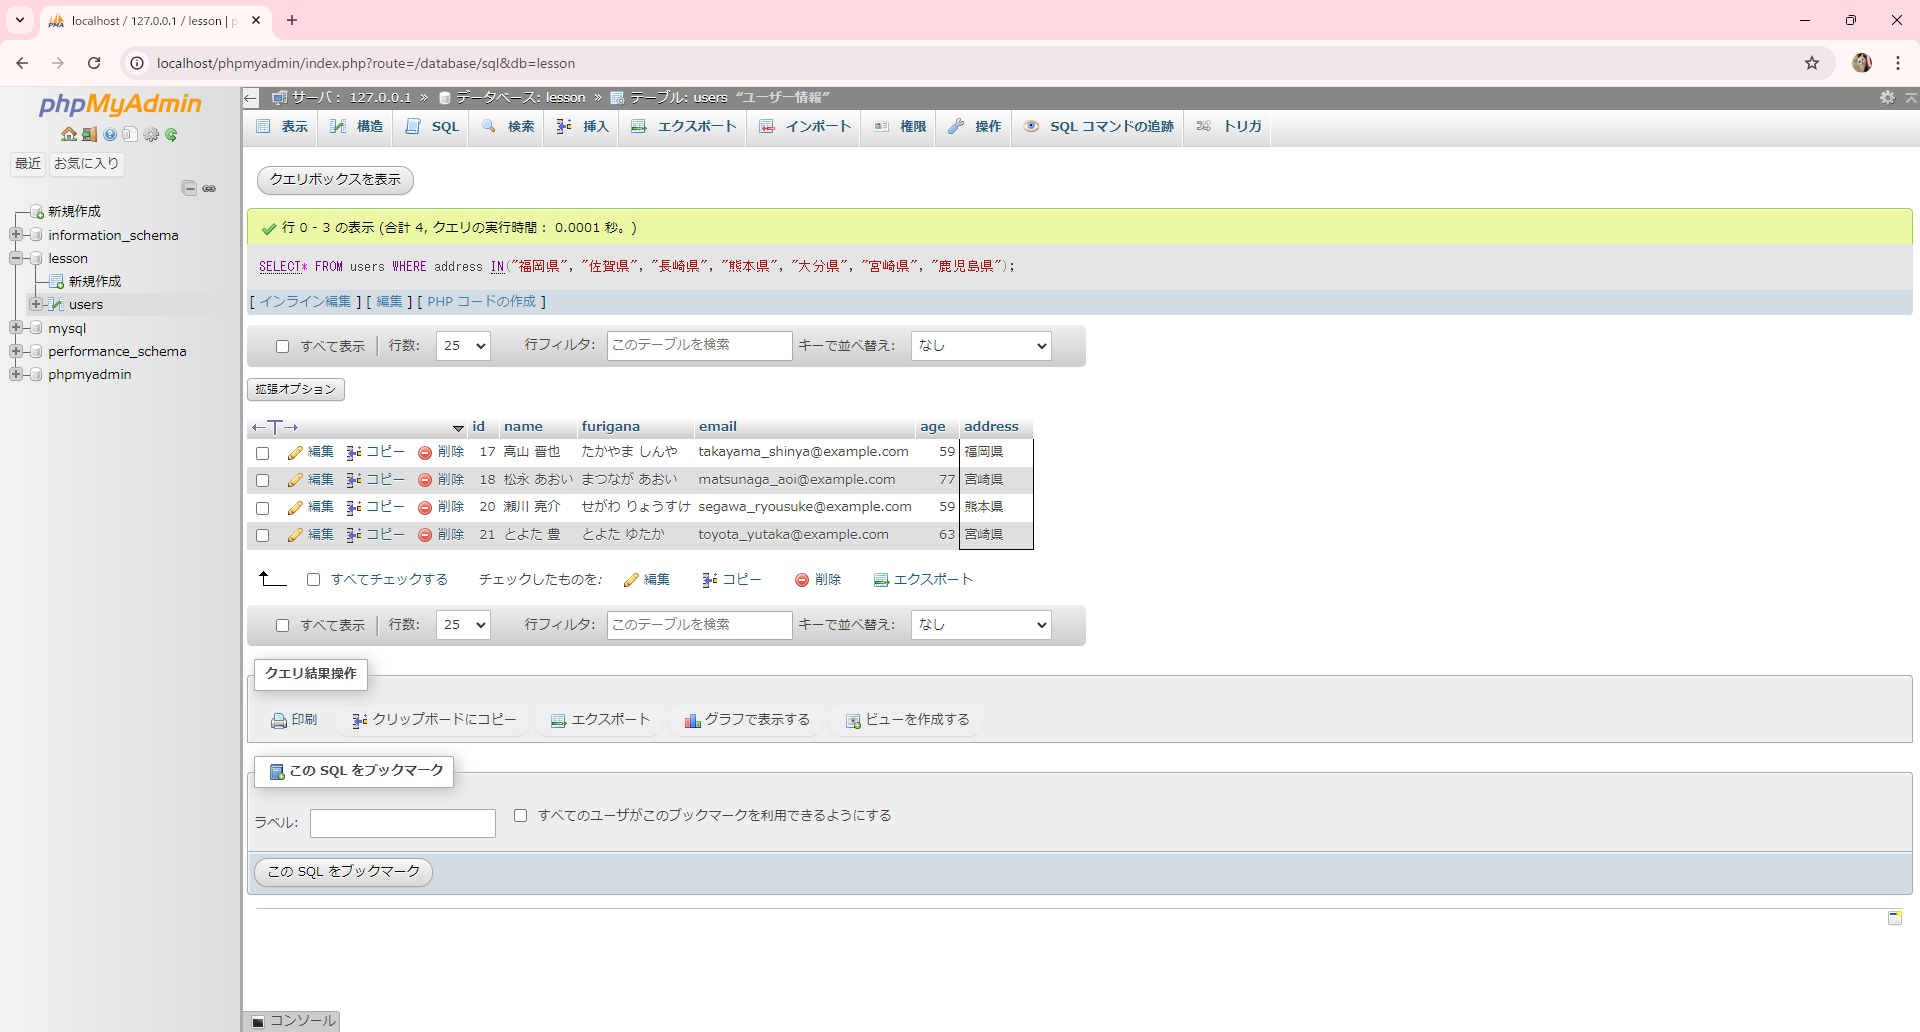 localhost / 127.0.0.1 / lesson | p
localhost/phpmyadmin/index.php?route=/database/sql&db=lesson
phpMyAdmin
最近 お気に入り
新規作成
information_schema
lesson
新規作成
users
mysql
performance_schema
phpmyadmin
サーバ： 127.0.0.1 » データベース: lesson » テーブル: users “ユーザー情報”
表示 構造 SQL 検索 挿入 エクスポート インポート 権限 操作 SQL コマンドの追跡 トリガ
クエリボックスを表示
行 0 - 3 の表示 (合計 4, クエリの実行時間： 0.0001 秒。)
SELECT* FROM users WHERE address IN("福岡県", "佐賀県", "長崎県", "熊本県", "大分県", "宮崎県", "鹿児島県");
[ インライン編集 ] [ 編集 ] [ PHP コードの作成 ]
すべて表示 行数: 25 行フィルタ: このテーブルを検索 キーで並べ替え: なし
拡張オプション
←T→ id name furigana email age address
編集 コピー 削除 17 高山 晋也 たかやま しんや takayama_shinya@example.com 59 福岡県
編集 コピー 削除 18 松永 あおい まつなが あおい matsunaga_aoi@example.com 77 宮崎県
編集 コピー 削除 20 瀬川 亮介 せがわ りょうすけ segawa_ryousuke@example.com 59 熊本県
編集 コピー 削除 21 とよた 豊 とよた ゆたか toyota_yutaka@example.com 63 宮崎県
すべてチェックする チェックしたものを: 編集 コピー 削除 エクスポート
すべて表示 行数: 25 行フィルタ: このテーブルを検索 キーで並べ替え: なし
クエリ結果操作
印刷 クリップボードにコピー エクスポート グラフで表示する ビューを作成する
この SQL をブックマーク
ラベル: すべてのユーザがこのブックマークを利用できるようにする
この SQL をブックマーク
コンソール